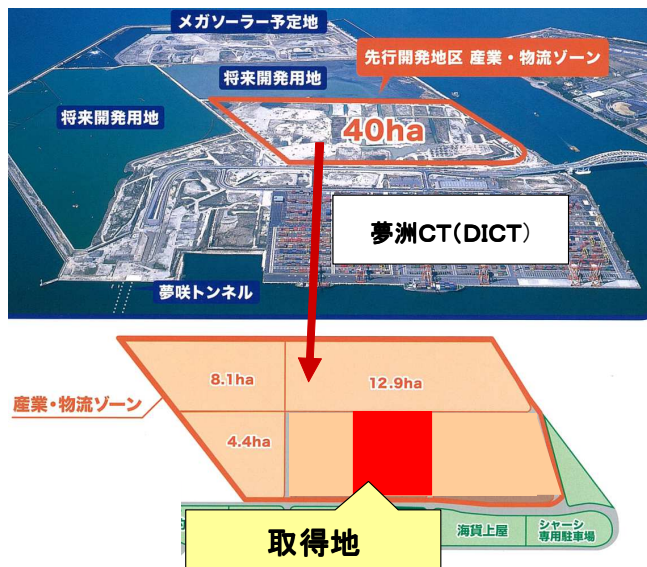 メガソーラー予定地
先行開発地区 産業・物流ゾーン
将来開発用地
将来開発用地
40ha
夢洲CT(DICT)
夢咲トンネル
8.1ha
12.9ha
産業・物流ゾーン
4.4ha
取得地
海貨上屋
シャーシ
専用駐車場